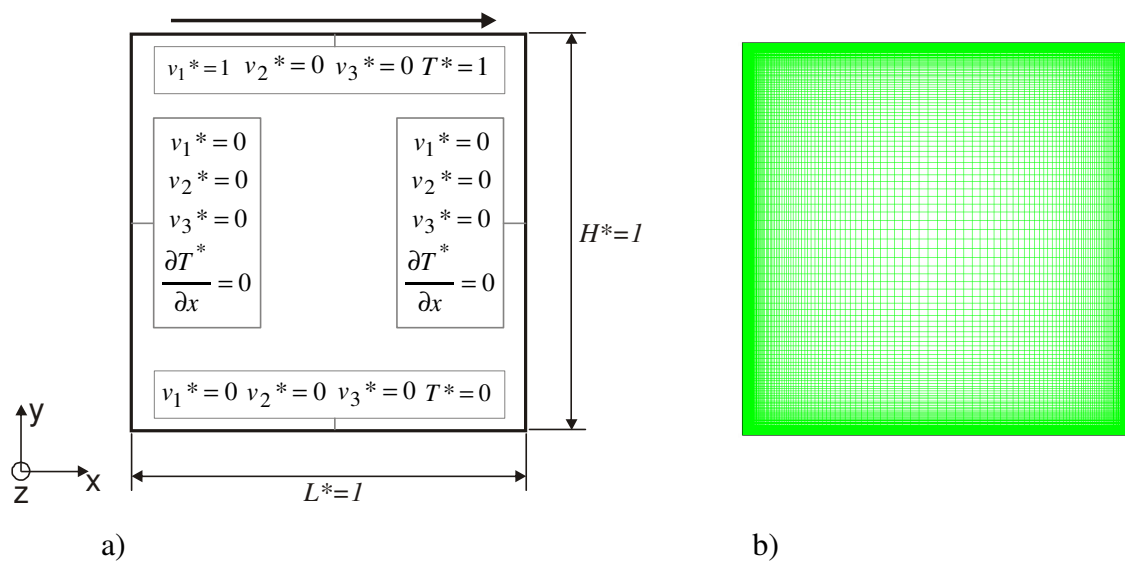 v₁*=1 v₂*=0 v₃*=0 T*=1
v₁*=0 v₁*=0
v₂*=0 v₂*=0
v₃*=0 v₃*=0
∂T*/∂x=0 ∂T*/∂x=0
H*=1
v₁*=0 v₂*=0 v₃*=0 T*=0
y
z x
L*=1
a) b)